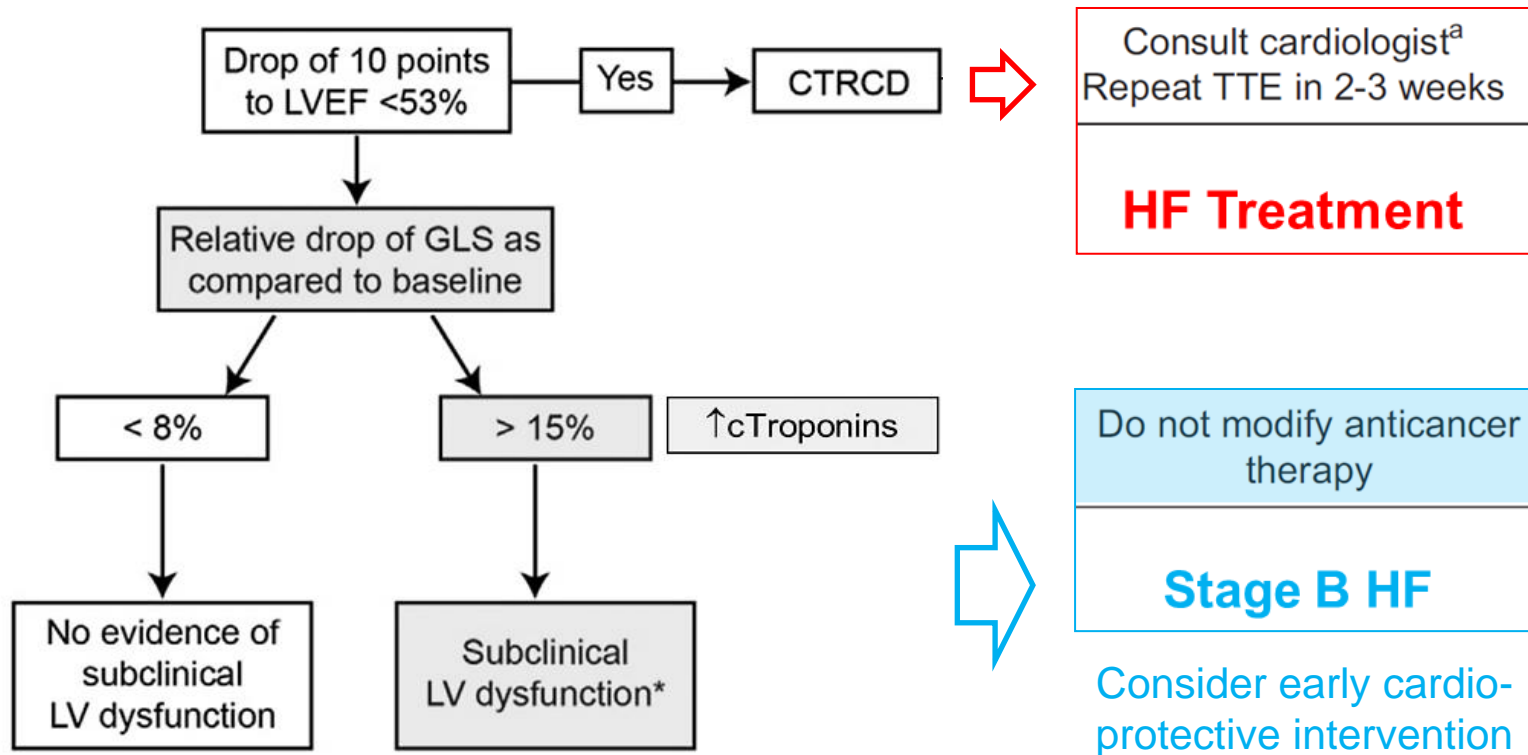 Drop of 10 points
to LVEF <53%
Yes
CTRCD
Consult cardiologistᵃ
Repeat TTE in 2-3 weeks
HF Treatment
Relative drop of GLS as
compared to baseline
< 8%
> 15%
↑cTroponins
Do not modify anticancer
therapy
Stage B HF
No evidence of
subclinical
LV dysfunction
Subclinical
LV dysfunction*
Consider early cardio-
protective intervention